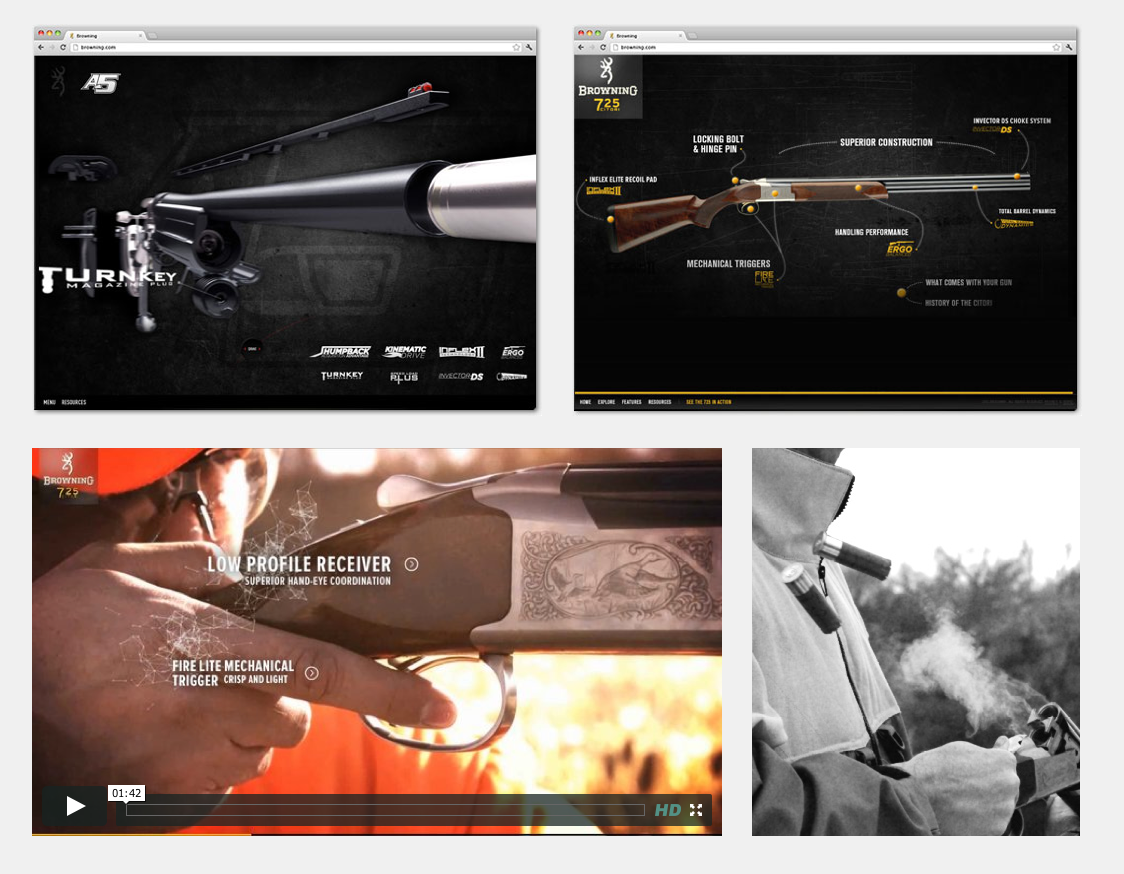 Browning
browning.com
A5
TURNKEY
MAGAZINE PLUS
HUMPBACK
KINEMATIC
DRIVE
INFLEX II
ERGO
TURNKEY
SPEED LOAD
PLUS
INVECTOR DS
MENU
RESOURCES
Browning
browning.com
BROWNING
725
CITORI
INVECTOR DS CHOKE SYSTEM
INVECTOR DS
LOCKING BOLT
& HINGE PIN
SUPERIOR CONSTRUCTION
INFLEX ELITE RECOIL PAD
INFLEX II
TOTAL BARREL DYNAMICS
DYNAMICS
HANDLING PERFORMANCE
ERGO
BALANCED
MECHANICAL TRIGGERS
FIRE
LITE
WHAT COMES WITH YOUR GUN
HISTORY OF THE CITORI
HOME
EXPLORE
FEATURES
RESOURCES
SEE THE 725 IN ACTION
BROWNING
725
LOW PROFILE RECEIVER
SUPERIOR HAND-EYE COORDINATION
FIRE LITE MECHANICAL
TRIGGER CRISP AND LIGHT
01:42
HD